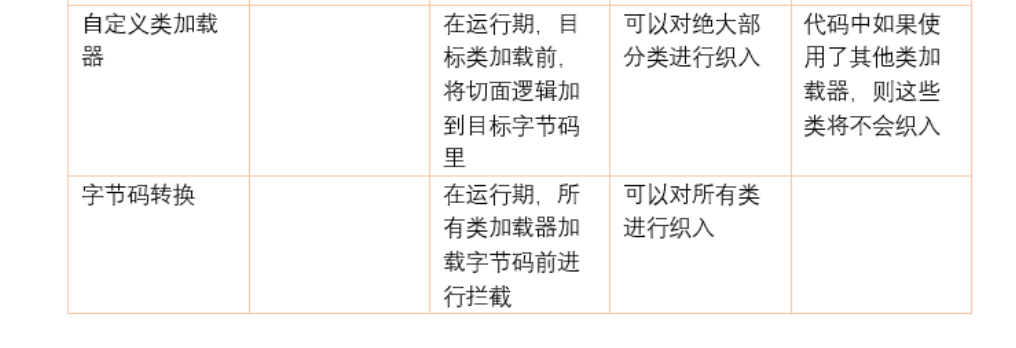 自定义类加载
器
在运行期，目
标类加载前，
将切面逻辑加
到目标字节码
里
可以对绝大部
分类进行织入
代码中如果使
用了其他类加
载器，则这些
类将不会织入
字节码转换
在运行期，所
有类加载器加
载字节码前进
行拦截
可以对所有类
进行织入